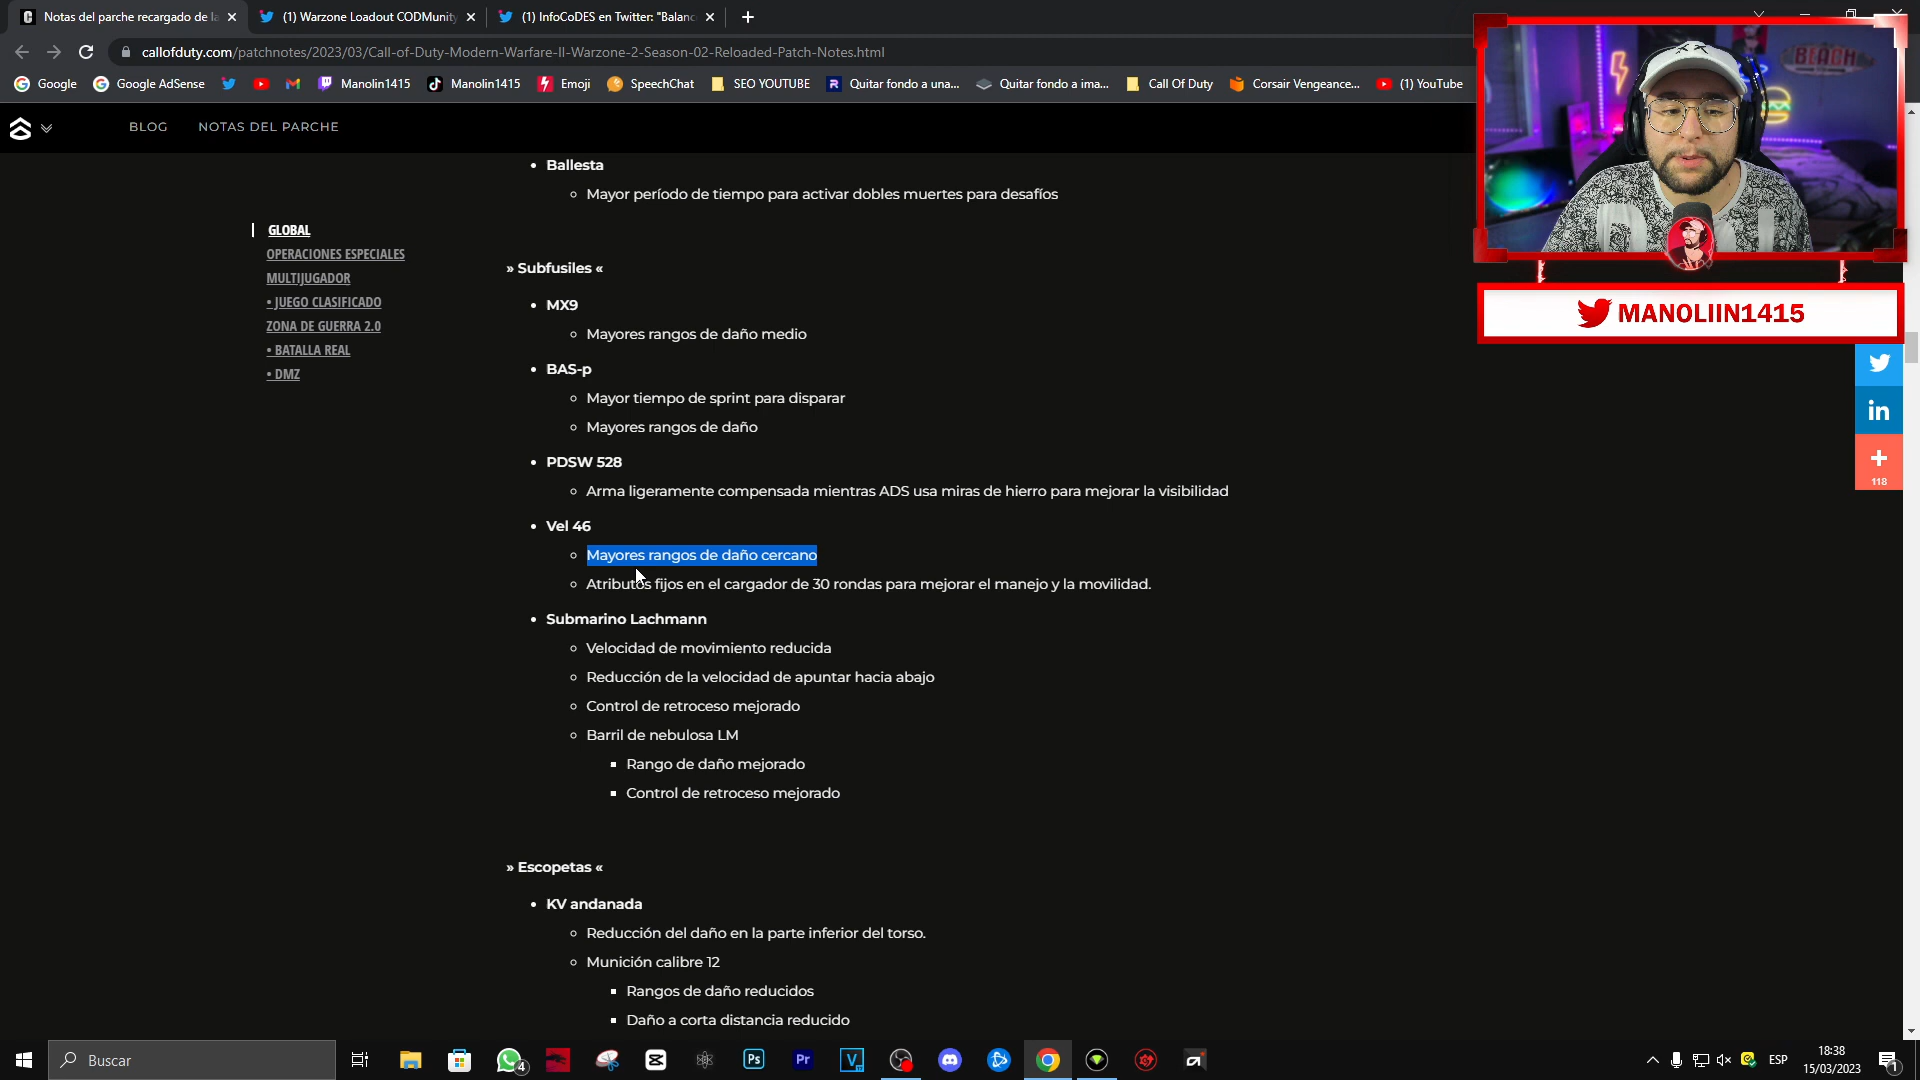 Notas del parche recargado de la
(1) Warzone Loadout CODMunity
(1) InfoCoDES en Twitter: "Balanc
callofduty.com/patchnotes/2023/03/Call-of-Duty-Modern-Warfare-II-Warzone-2-Season-02-Reloaded-Patch-Notes.html
Google
Google AdSense
Manolin1415
Manolin1415
Emoji
SpeechChat
SEO YOUTUBE
Quitar fondo a una...
Quitar fondo a ima...
Call Of Duty
Corsair Vengeance...
(1) YouTube
BLOG
NOTAS DEL PARCHE
BEACH
MANOLIIN1415
GLOBAL
OPERACIONES ESPECIALES
MULTIJUGADOR
• JUEGO CLASIFICADO
ZONA DE GUERRA 2.0
• BATALLA REAL
• DMZ
• Ballesta
Mayor período de tiempo para activar dobles muertes para desafíos
» Subfusiles «
• MX9
Mayores rangos de daño medio
• BAS-p
Mayor tiempo de sprint para disparar
Mayores rangos de daño
• PDSW 528
Arma ligeramente compensada mientras ADS usa miras de hierro para mejorar la visibilidad
• Vel 46
Mayores rangos de daño cercano
Atributos fijos en el cargador de 30 rondas para mejorar el manejo y la movilidad.
• Submarino Lachmann
Velocidad de movimiento reducida
Reducción de la velocidad de apuntar hacia abajo
Control de retroceso mejorado
Barril de nebulosa LM
Rango de daño mejorado
Control de retroceso mejorado
» Escopetas «
• KV andanada
Reducción del daño en la parte inferior del torso.
Munición calibre 12
Rangos de daño reducidos
Daño a corta distancia reducido
in
118
Buscar
4
Ps
Pr
V
ESP
18:38
15/03/2023
1